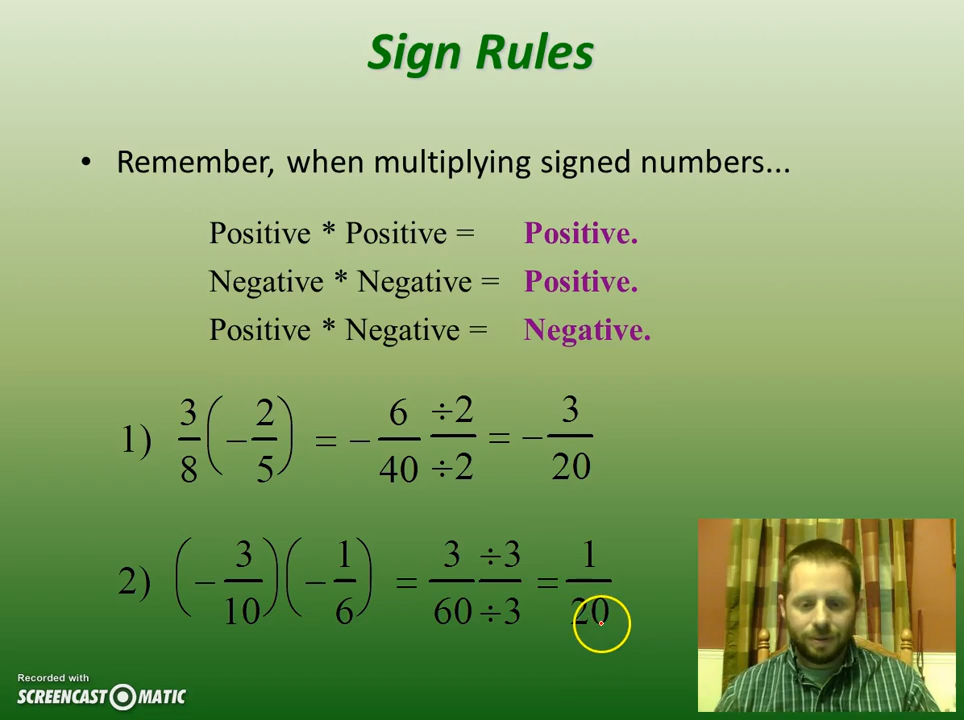 Sign Rules
• Remember, when multiplying signed numbers...
Positive * Positive = Positive.
Negative * Negative = Positive.
Positive * Negative = Negative.
1) 3/8 (-2/5) = -6/40 ÷2/÷2 = -3/20
2) (-3/10)(-1/6) = 3/60 ÷3/÷3 = 1/20
Recorded with
SCREENCAST-O-MATIC